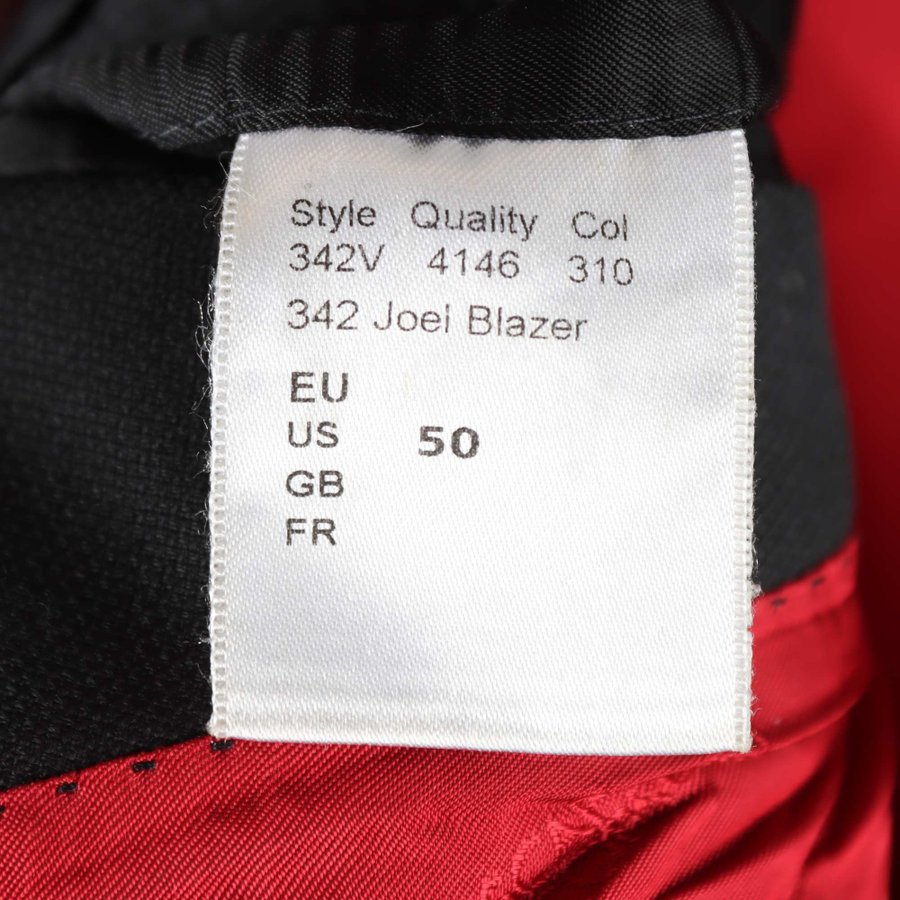 Style Quality Col
342V 4146 310
342 Joel Blazer
EU
US 50
GB
FR